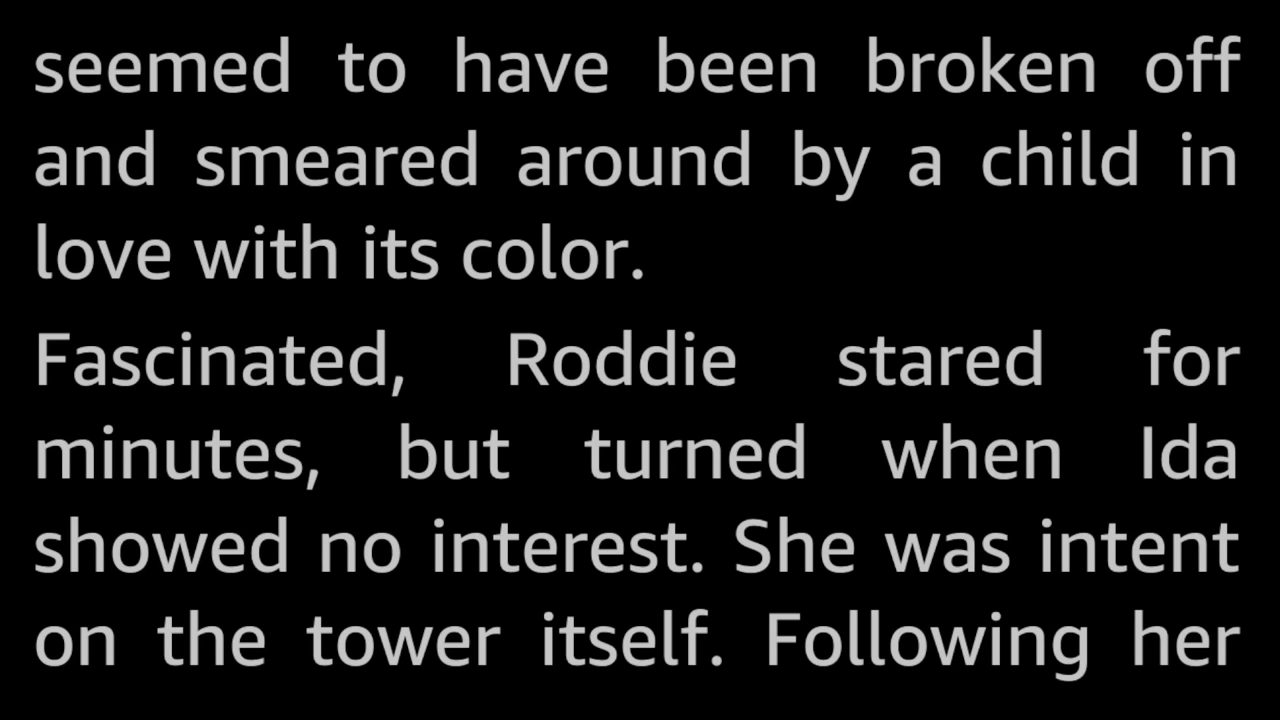 seemed to have been broken off
and smeared around by a child in
love with its color.
Fascinated, Roddie stared for
minutes, but turned when Ida
showed no interest. She was intent
on the tower itself. Following her